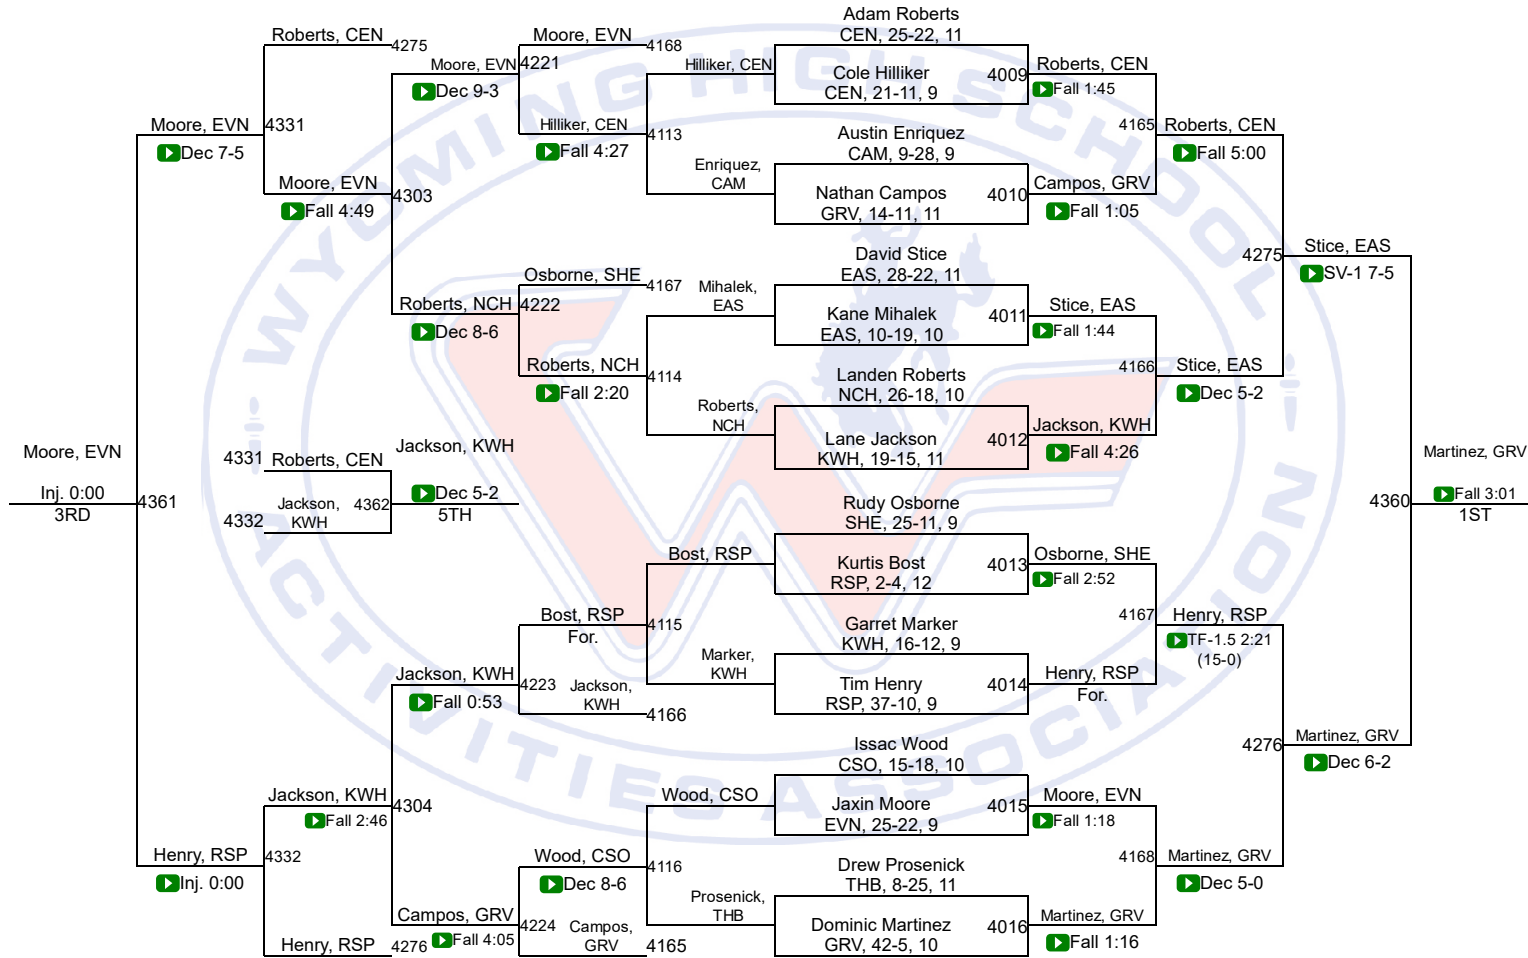 Adam Roberts
Roberts, CEN
4275
Moore, EVN
4168
CEN, 25-22, 11
Moore, EVN
4221
Hilliker, CEN
Cole Hilliker
4009
Roberts, CEN
Dec 9-3
CEN, 21-11, 9
Fall 1:45
Moore, EVN
4331
Hilliker, CEN
4113
Austin Enriquez
4165
Roberts, CEN
Dec 7-5
Fall 4:27
CAM, 9-28, 9
Fall 5:00
Enriquez,
CAM
Moore, EVN
4303
Nathan Campos
4010
Campos, GRV
Fall 4:49
GRV, 14-11, 11
Fall 1:05
David Stice
4275
Stice, EAS
Osborne, SHE
4167
EAS, 28-22, 11
SV-1 7-5
Mihalek,
EAS
Roberts, NCH
4222
Kane Mihalek
4011
Stice, EAS
Dec 8-6
EAS, 10-19, 10
Fall 1:44
Roberts, NCH
4114
Landen Roberts
4166
Stice, EAS
Fall 2:20
NCH, 26-18, 10
Dec 5-2
Roberts,
NCH
Lane Jackson
4012
Jackson, KWH
KWH, 19-15, 11
Fall 4:26
Moore, EVN
Jackson, KWH
Martinez, GRV
4331
Roberts, CEN
Inj. 0:00
4361
Jackson,
KWH
4362
Dec 5-2
4360
Fall 3:01
3RD
4332
5TH
1ST
Rudy Osborne
SHE, 25-11, 9
Bost, RSP
Kurtis Bost
4013
Osborne, SHE
RSP, 2-4, 12
Fall 2:52
Bost, RSP
4115
Garret Marker
4167
Henry, RSP
For.
KWH, 16-12, 9
TF-1.5 2:21
(15-0)
Marker,
KWH
Jackson, KWH
4223
Jackson,
KWH
Tim Henry
4014
Henry, RSP
Fall 0:53
4166
RSP, 37-10, 9
For.
Issac Wood
4276
Martinez, GRV
CSO, 15-18, 10
Dec 6-2
Jackson, KWH
4304
Wood, CSO
Jaxin Moore
4015
Moore, EVN
Fall 2:46
EVN, 25-22, 9
Fall 1:18
Henry, RSP
4332
Wood, CSO
4116
Drew Prosenick
4168
Martinez, GRV
Inj. 0:00
Dec 8-6
THB, 8-25, 11
Dec 5-0
Prosenick,
THB
Campos, GRV
4224
Campos,
GRV
Dominic Martinez
4016
Martinez, GRV
Henry, RSP
4276
Fall 4:05
4165
GRV, 42-5, 10
Fall 1:16
WYOMING HIGH SCHOOL
ACTIVITIES ASSOCIATION